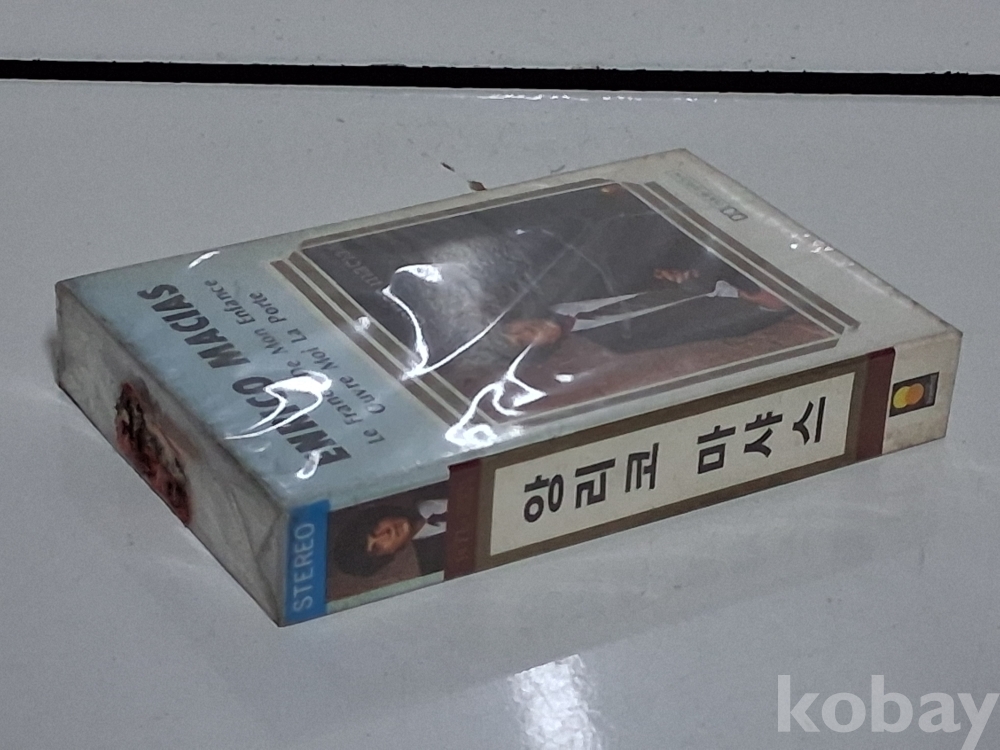 ENRICO MACIAS
Le France De Mon Enfance
Ouvre Moi La Porte
STEREO
앙리코 마샤스
kobay